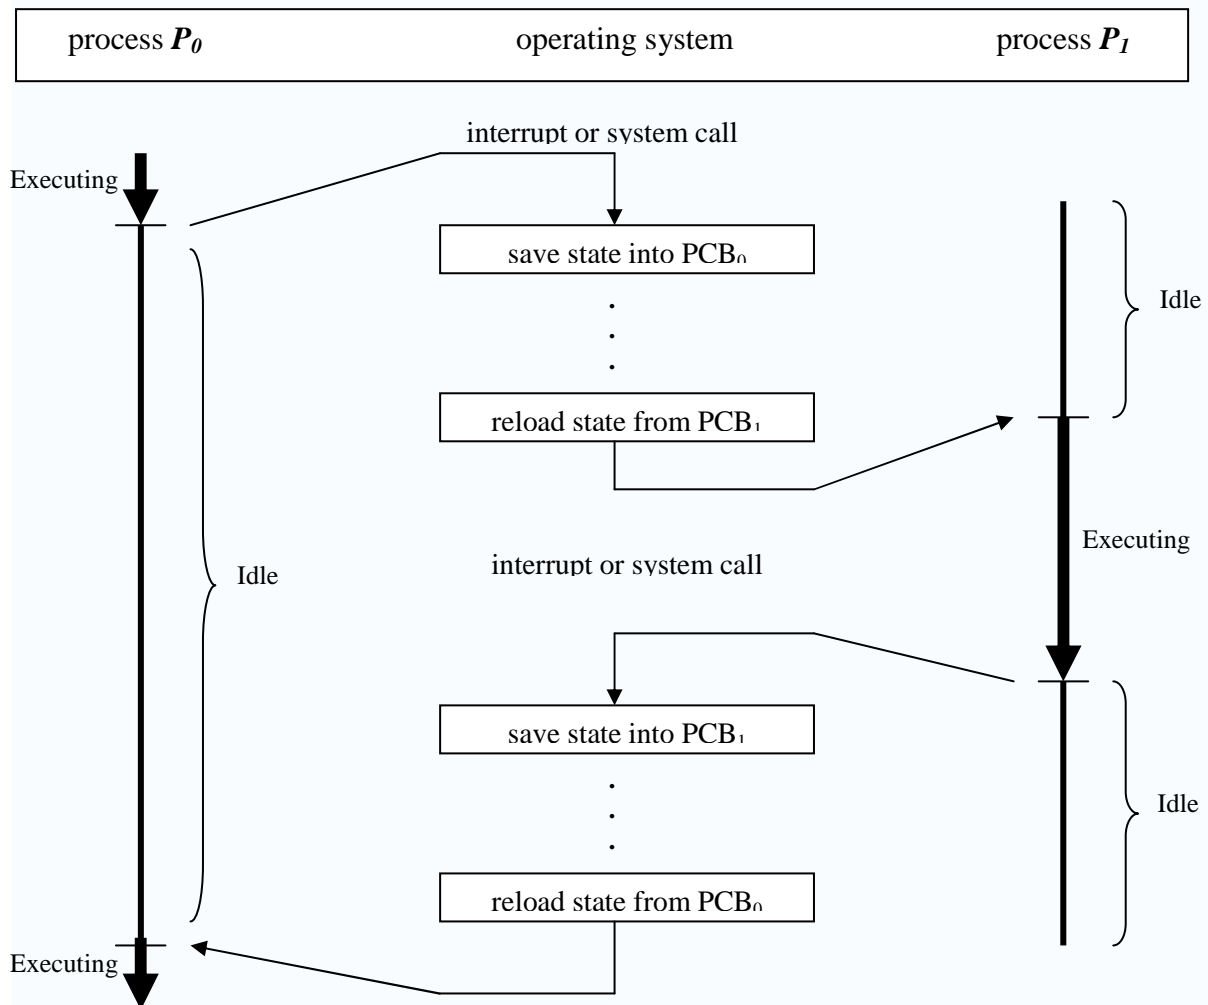 process P₀ operating system process P₁
interrupt or system call
Executing
save state into PCB₀
Idle
reload state from PCB₁
Executing
interrupt or system call
Idle
save state into PCB₁
Idle
reload state from PCB₀
Executing